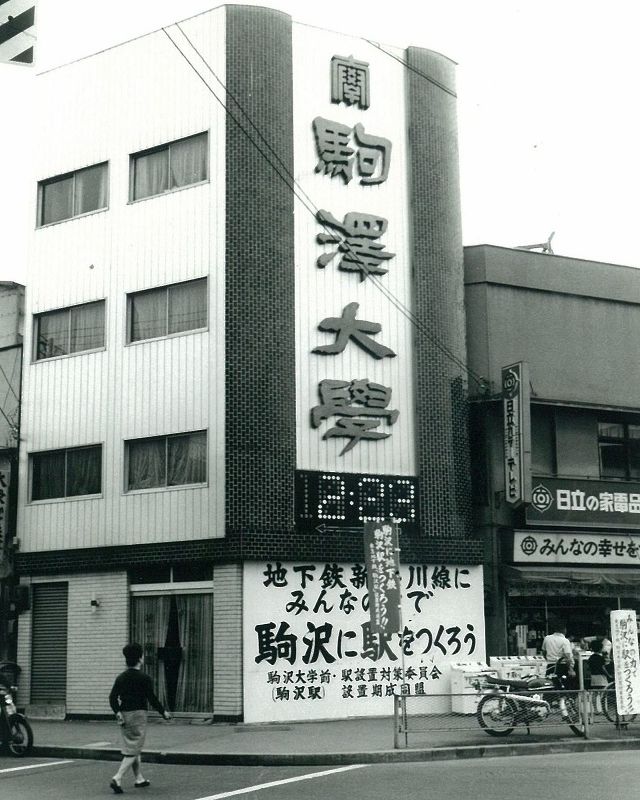 駒澤大學
12:22
地下鉄新 川線に
みんなの で
駒沢に駅をつくろう
駒沢大学前・駅設置対策委員会
(駒沢駅) 設置期成同盟
日立の家電品
みんなの幸せを